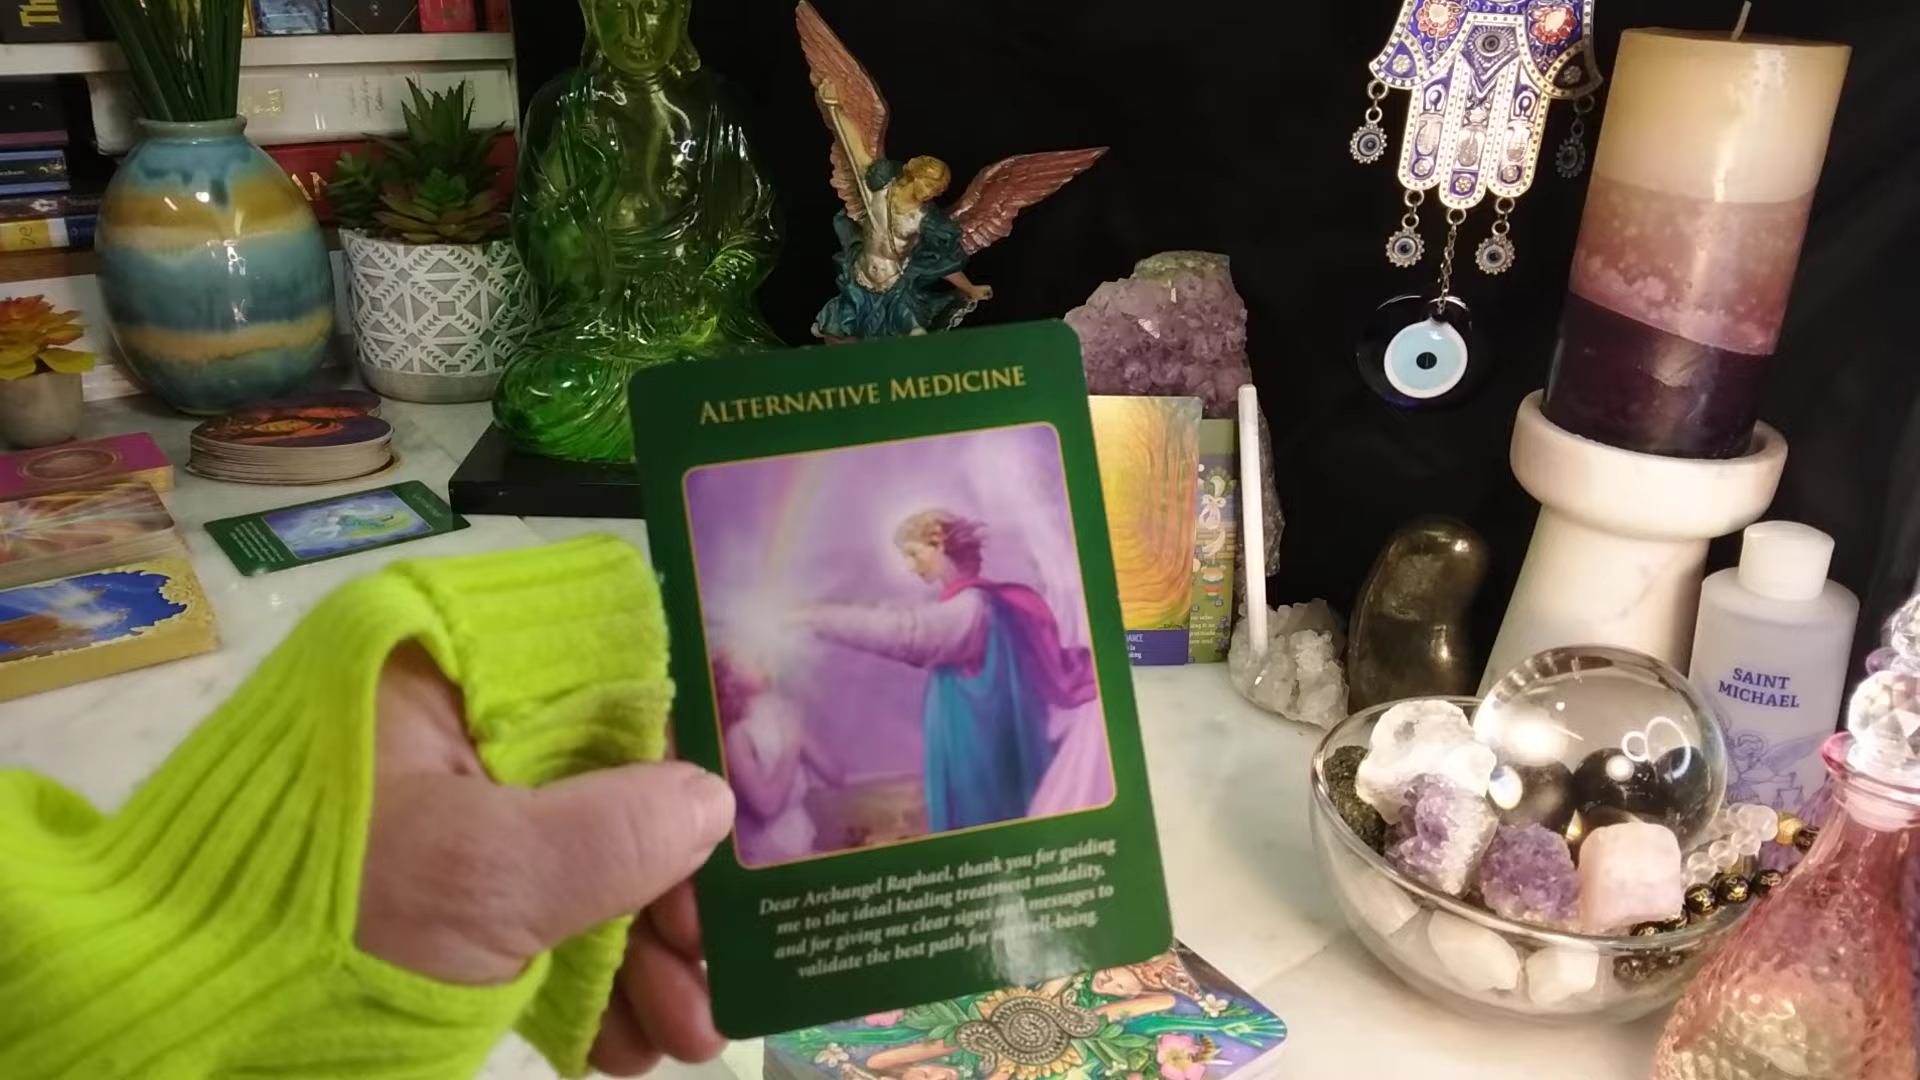 ALTERNATIVE MEDICINE
Dear Archangel Raphael, thank you for guiding
me to the ideal healing treatment modality,
and for giving me clear signs and messages to
validate the best path for my well-being.
SAINT
MICHAEL